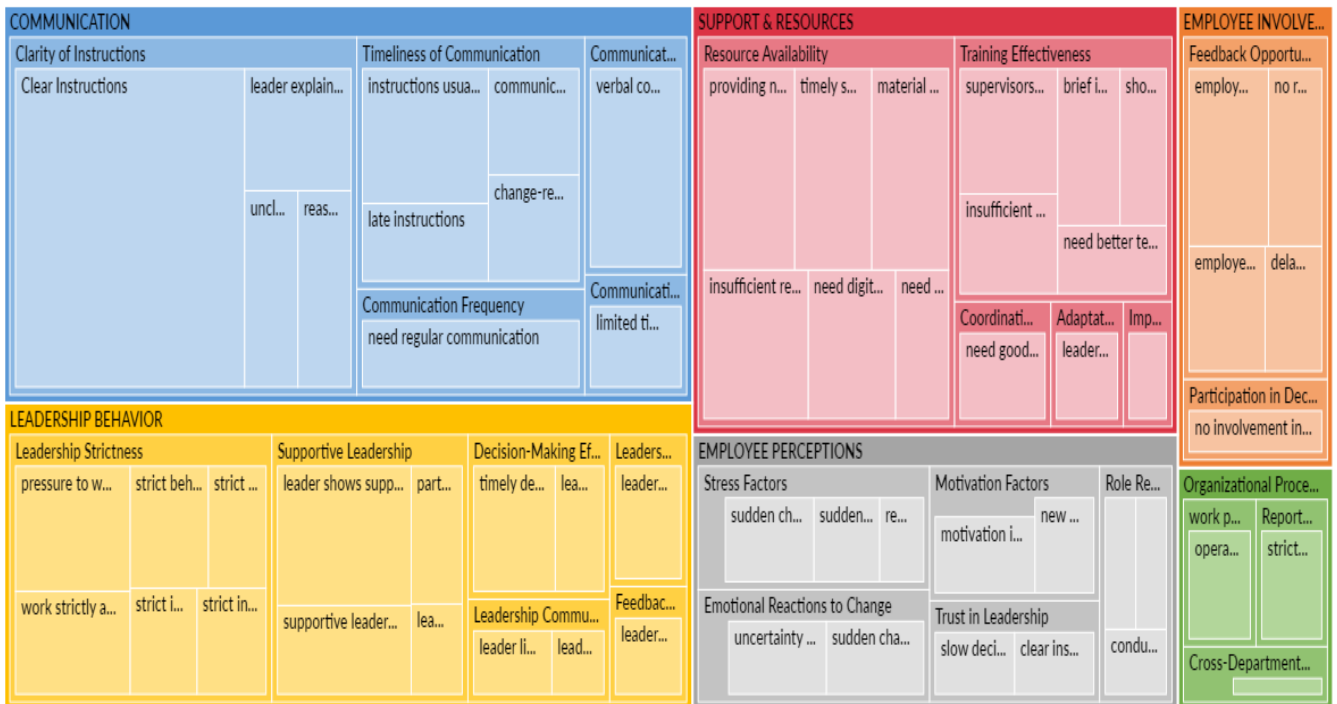 COMMUNICATION
Clarity of Instructions
Clear Instructions
leader explain...
uncl...
reas...
Timeliness of Communication
instructions usua...
communic...
change-re...
late instructions
Communication Frequency
need regular communication
Communicat...
verbal co...
Communicati...
limited ti...
SUPPORT & RESOURCES
Resource Availability
providing n...
timely s...
material ...
insufficient re...
need digit...
need ...
Training Effectiveness
supervisors...
brief i...
sho...
insufficient ...
need better te...
Coordinati...
need good...
Adaptat...
leader...
Imp...
EMPLOYEE INVOLVE...
Feedback Opportu...
employ...
no r...
employe...
dela...
Participation in Dec...
no involvement in...
LEADERSHIP BEHAVIOR
Leadership Strictness
pressure to w...
strict beh...
strict ...
work strictly a...
strict i...
strict in...
Supportive Leadership
leader shows supp...
part...
supportive leader...
lea...
Decision-Making Ef...
timely de...
lea...
Leadership Commu...
leader li...
lead...
Leaders...
leader...
Feedbac...
leader...
EMPLOYEE PERCEPTIONS
Stress Factors
sudden ch...
sudden...
re...
Emotional Reactions to Change
uncertainty ...
sudden cha...
Motivation Factors
motivation i...
new ...
Trust in Leadership
slow deci...
clear ins...
Role Re...
condu...
Organizational Proce...
work p...
opera...
Report...
strict...
Cross-Department...